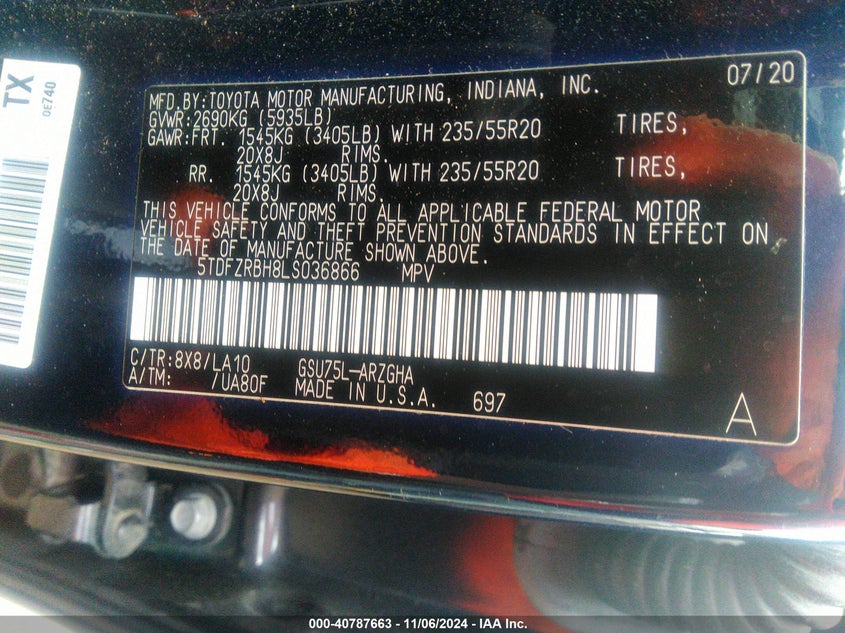 TX
0E740
07/20
MFD.BY:TOYOTA MOTOR MANUFACTURING, INDIANA, INC.
GVWR:2690KG (5935LB)
GAWR:FRT. 1545KG (3405LB) WITH 235/55R20 TIRES,
20X8J RIMS.
RR. 1545KG (3405LB) WITH 235/55R20 TIRES,
20X8J RIMS.
THIS VEHICLE CONFORMS TO ALL APPLICABLE FEDERAL MOTOR
VEHICLE SAFETY AND THEFT PREVENTION STANDARDS IN EFFECT ON
THE DATE OF MANUFACTURE SHOWN ABOVE.
5TDFZRBH8LS036866 MPV
C/TR:8X8/LA10 GSU75L-ARZGHA
A/TM: /UA80F MADE IN U.S.A. 697
A
000-40787663 - 11/06/2024 - IAA Inc.